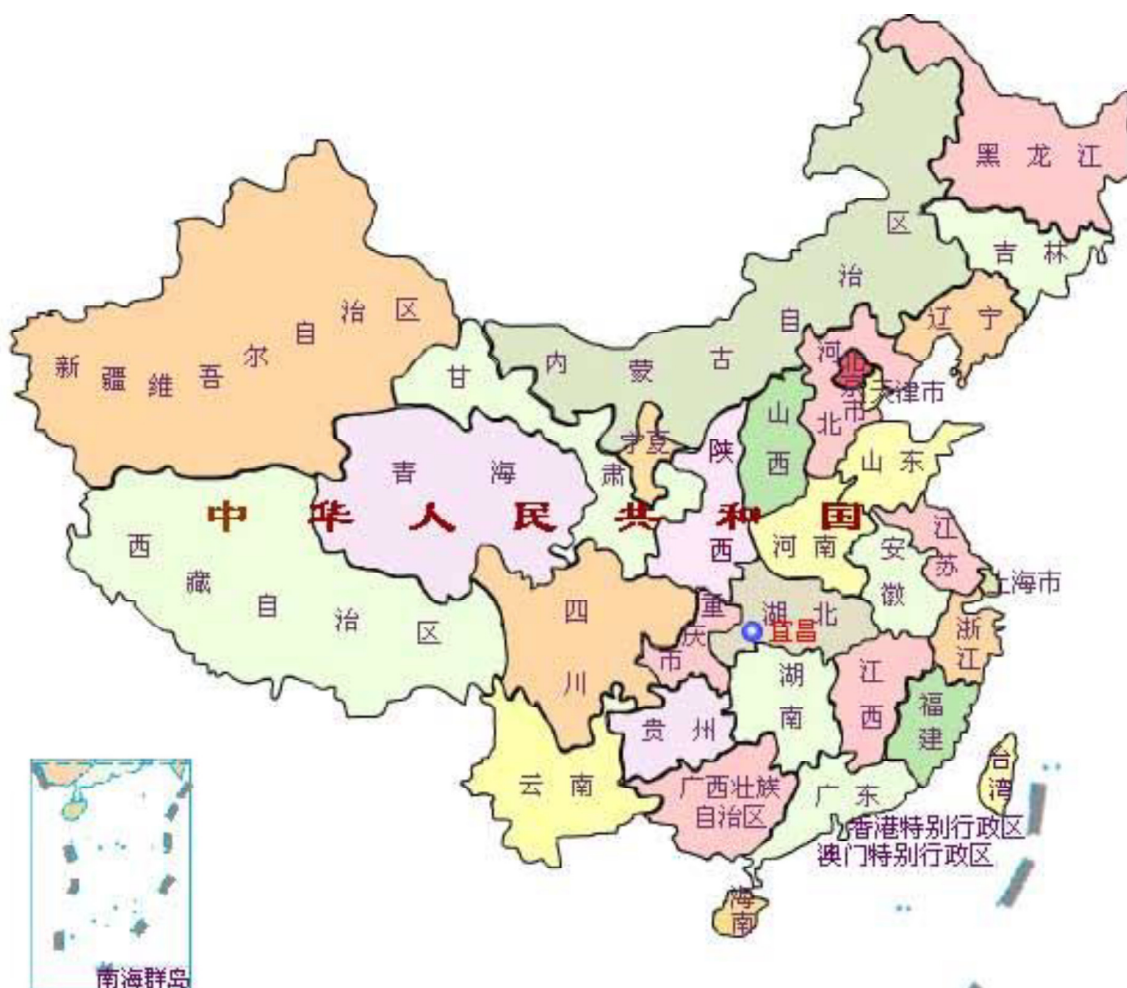 黑龙江
吉林
辽宁
内蒙古自治区
新疆维吾尔自治区
甘肃
宁夏
青海
陕西
山西
河北
北京市
天津市
山东
中华人民共和国
河南
江苏
安徽
上海市
西藏自治区
四川
重庆市
湖北
宜昌
浙江
湖南
江西
福建
贵州
云南
广西壮族
自治区
广东
台湾
香港特别行政区
澳门特别行政区
海南
南海群岛